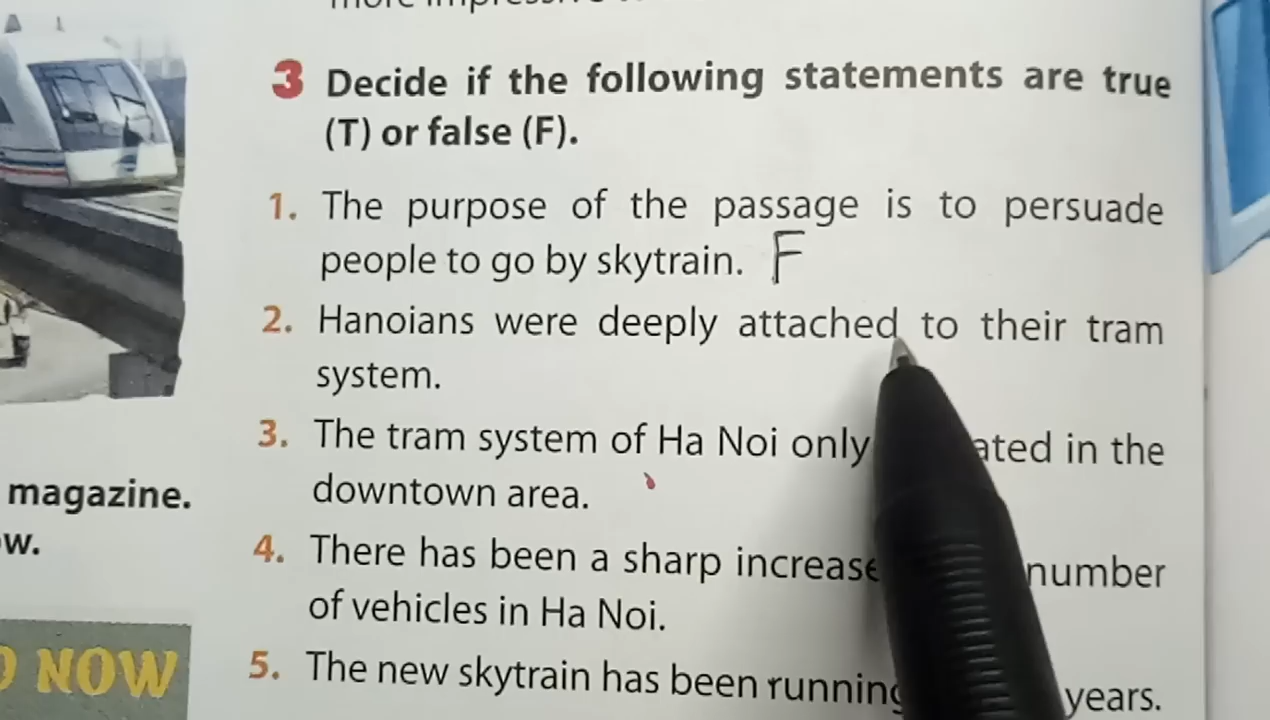 3 Decide if the following statements are true
(T) or false (F).
1. The purpose of the passage is to persuade
people to go by skytrain. F
2. Hanoians were deeply attached to their tram
system.
3. The tram system of Ha Noi only in the
downtown area.
4. There has been a sharp increase number
of vehicles in Ha Noi.
5. The new skytrain has been running years.
magazine.
NOW